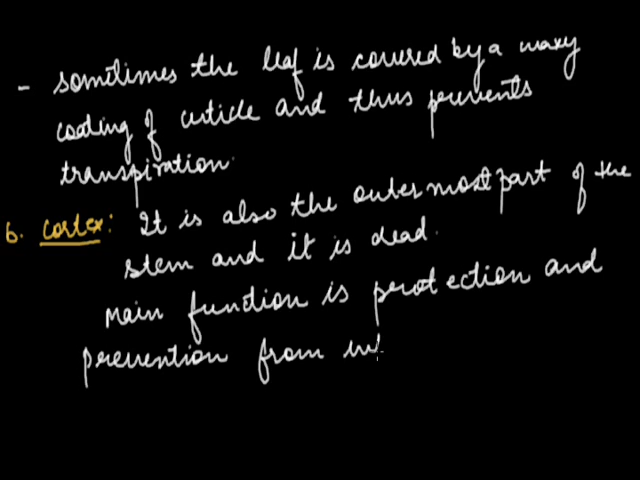 - sometimes the leaf is covered by a waxy
coating of cuticle and thus prevents
transpiration.
6. Cortex: It is also the outermost part of the
stem and it is dead.
Main function is protection and
prevention from